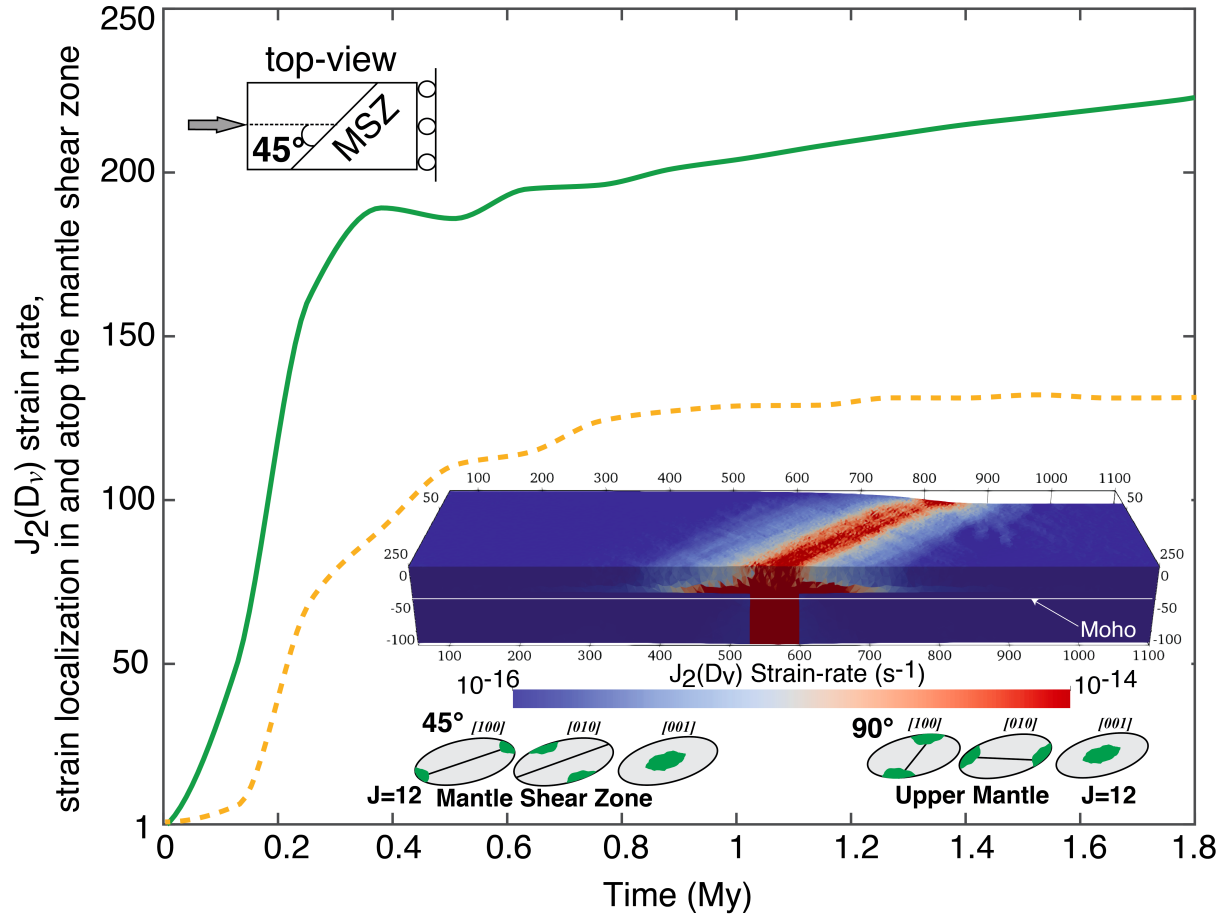 250
200
150
100
50
1
J2(Dv) strain rate,
strain localization in and atop the mantle shear zone
top-view
45°
MSZ
100 200 300 400 500 600 700 800 900 1000 1100
50 50
250 250
0 0
-50 -50
-100 -100
Moho
100 200 300 400 500 600 700 800 900 1000 1100
J2(Dv) Strain-rate (s-1)
10-16 10-14
45° [100] [010] [001]
J=12 Mantle Shear Zone
90° [100] [010] [001]
Upper Mantle J=12
0 0.2 0.4 0.6 0.8 1 1.2 1.4 1.6 1.8
Time (My)